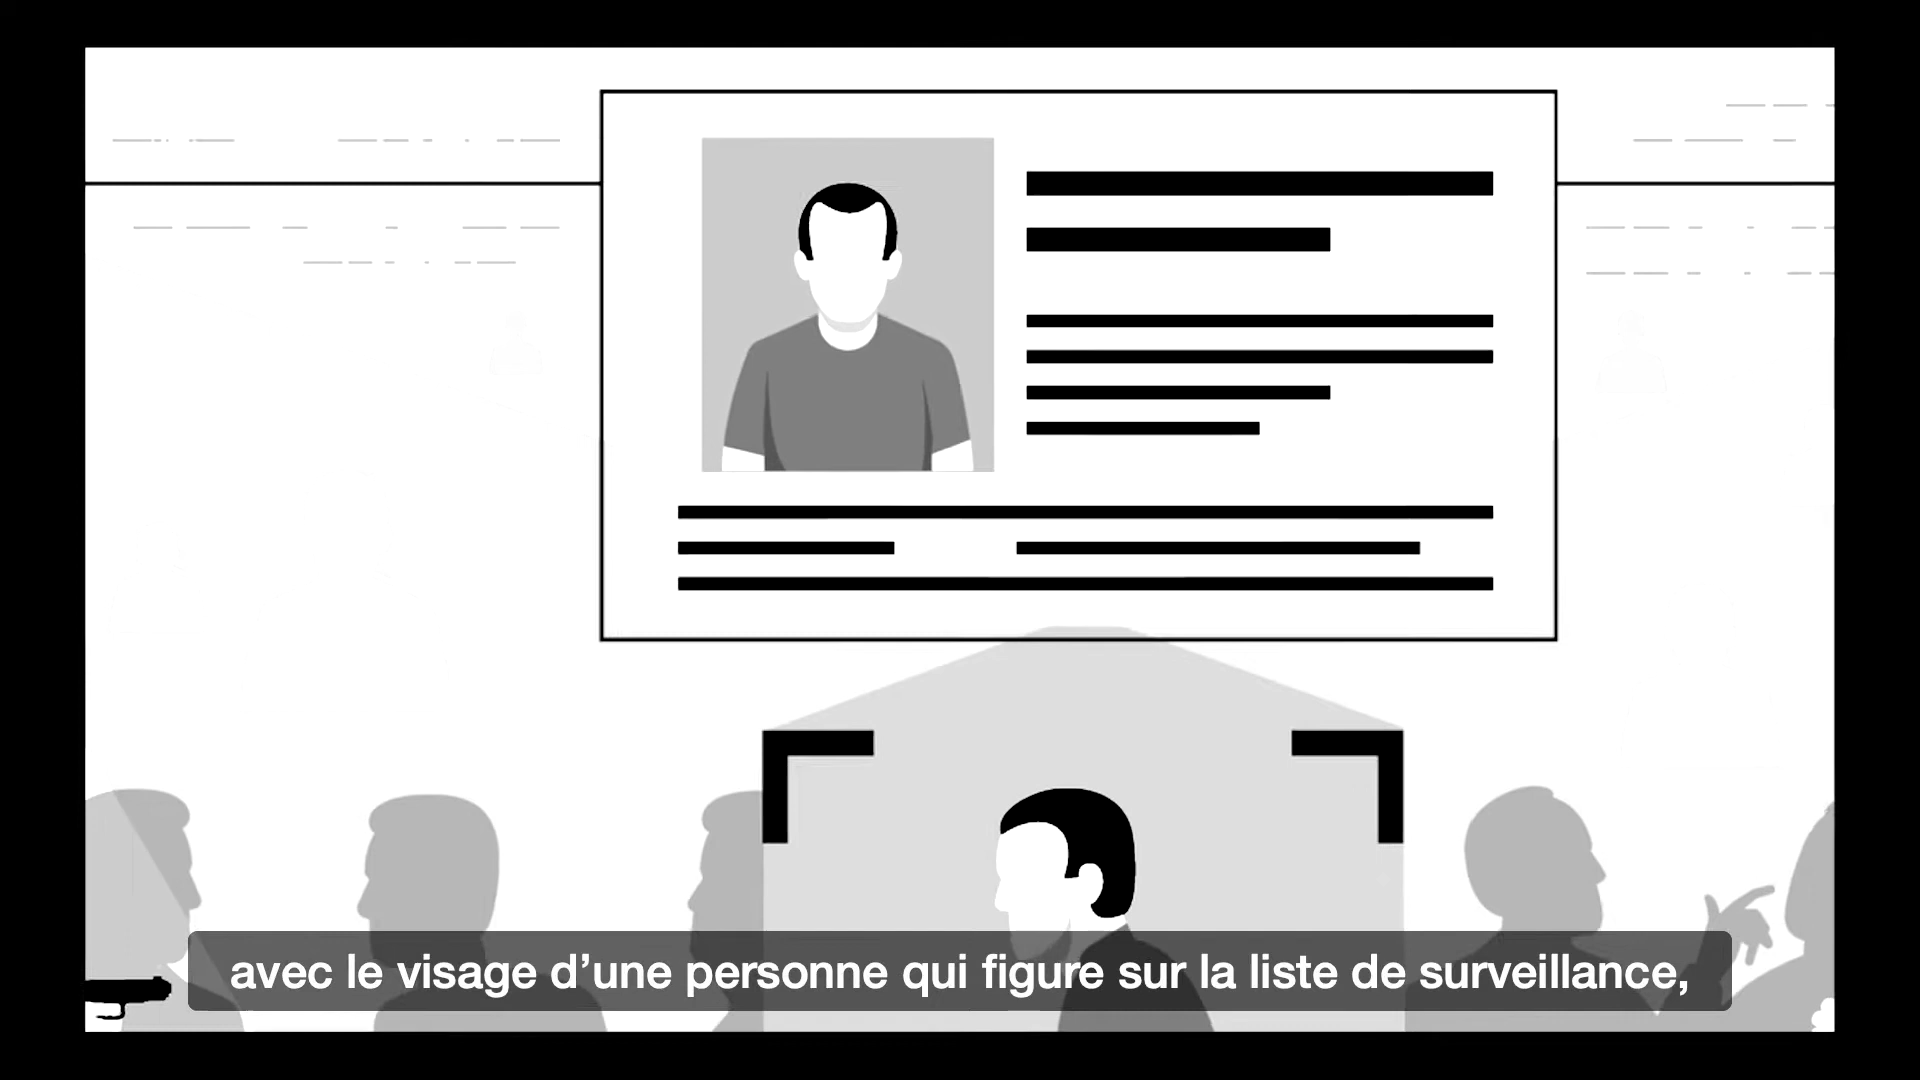 avec le visage d’une personne qui figure sur la liste de surveillance,